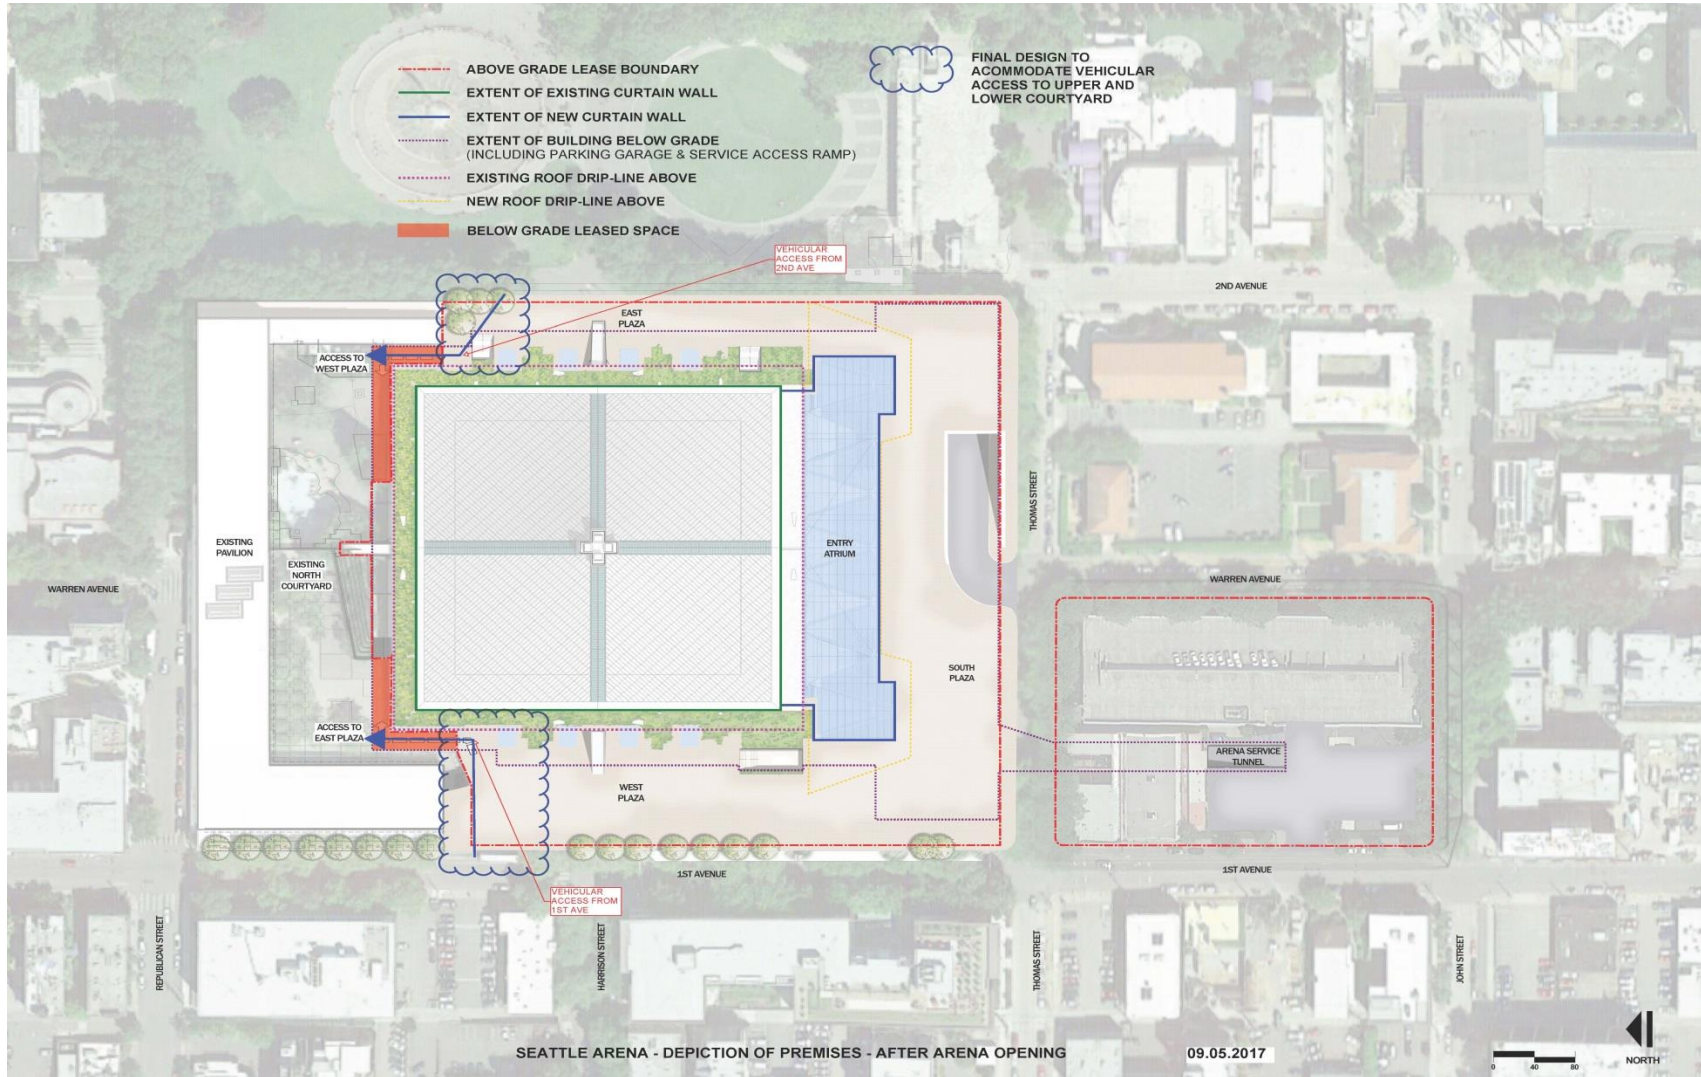 ABOVE GRADE LEASE BOUNDARY
EXTENT OF EXISTING CURTAIN WALL
EXTENT OF NEW CURTAIN WALL
EXTENT OF BUILDING BELOW GRADE
(INCLUDING PARKING GARAGE & SERVICE ACCESS RAMP)
EXISTING ROOF DRIP-LINE ABOVE
NEW ROOF DRIP-LINE ABOVE
BELOW GRADE LEASED SPACE
FINAL DESIGN TO
ACOMMODATE VEHICULAR
ACCESS TO UPPER AND
LOWER COURTYARD
VEHICULAR
ACCESS FROM
2ND AVE
2ND AVENUE
EAST
PLAZA
ACCESS TO
WEST PLAZA
THOMAS STREET
EXISTING
PAVILION
ENTRY
ATRIUM
EXISTING
NORTH
COURTYARD
WARREN AVENUE
WARREN AVENUE
SOUTH
PLAZA
ACCESS TO
EAST PLAZA
ARENA SERVICE
TUNNEL
WEST
PLAZA
1ST AVENUE
1ST AVENUE
VEHICULAR
ACCESS FROM
1ST AVE
REPUBLICAN STREET
HARRISON STREET
THOMAS STREET
JOHN STREET
SEATTLE ARENA - DEPICTION OF PREMISES - AFTER ARENA OPENING
09.05.2017
0 40 80
NORTH